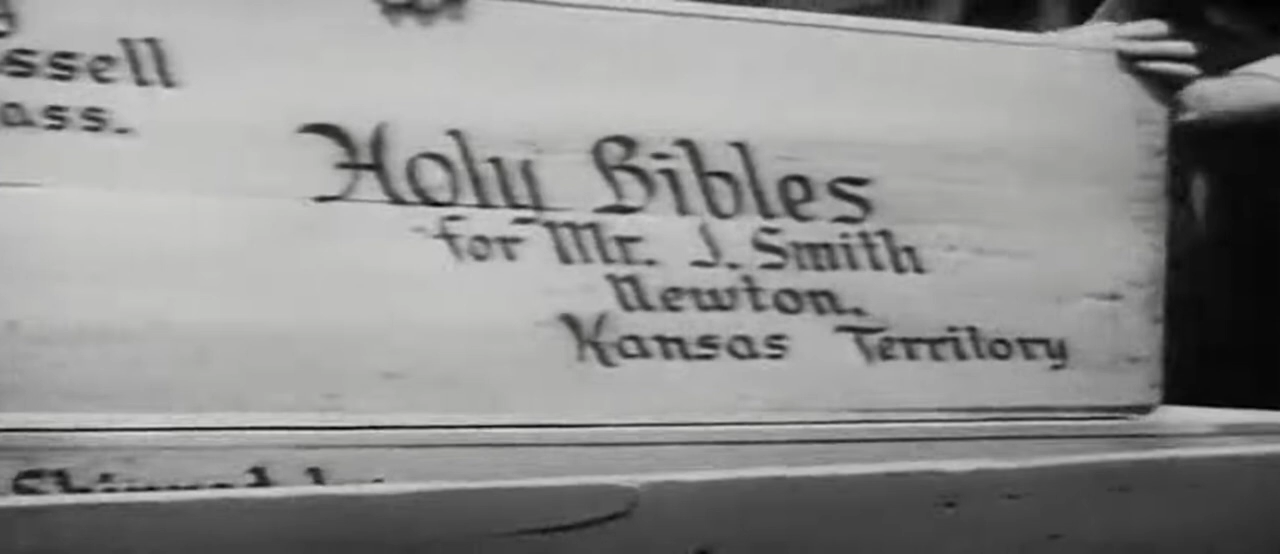 ssell
ass.
Holy Bibles
for Mr. J. Smith
Newton,
Kansas Territory